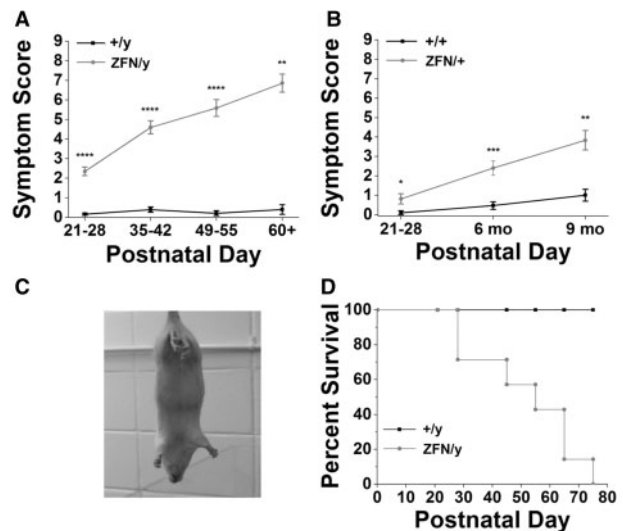 A
Symptom Score
9
8
7
6
5
4
3
2
1
0
+/y
ZFN/y
****
****
****
**
21-28 35-42 49-55 60+
Postnatal Day
B
Symptom Score
9
8
7
6
5
4
3
2
1
0
+/+
ZFN/+
*
***
**
21-28 6 mo 9 mo
Postnatal Day
C
D
Percent Survival
100
80
60
40
20
0
+/y
ZFN/y
0 10 20 30 40 50 60 70 80
Postnatal Day